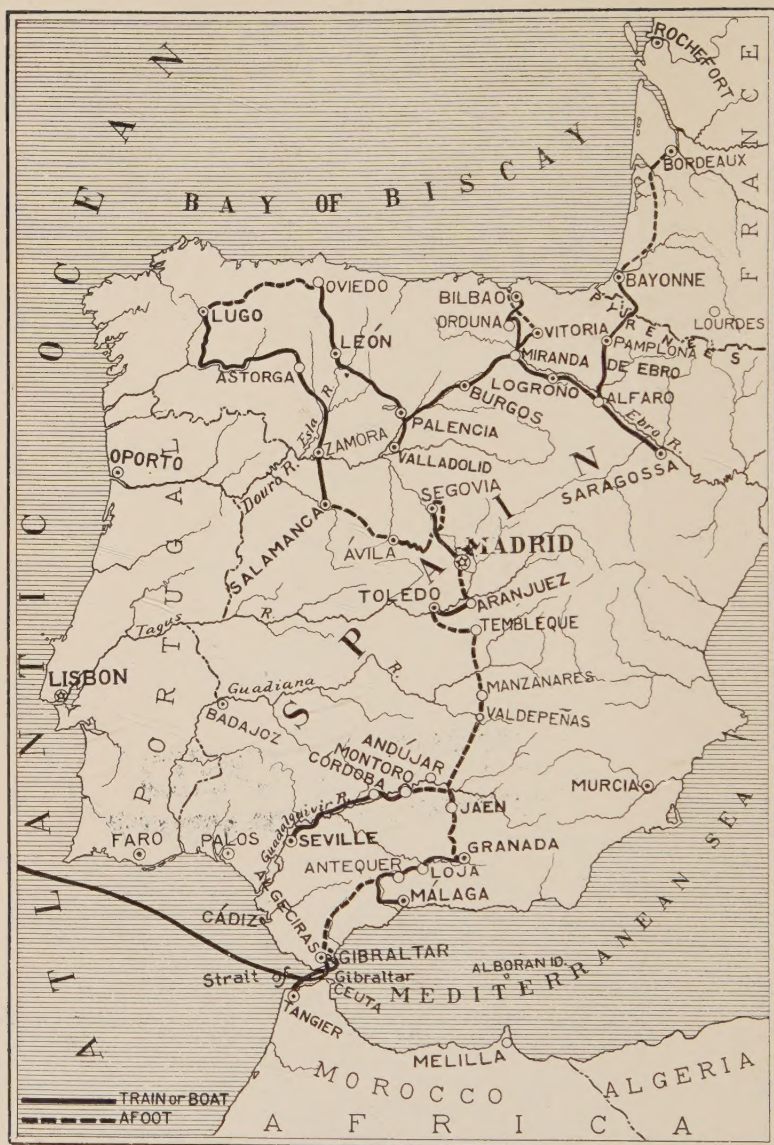 ROCHEFORT
FRANCE
ATLANTIC OCEAN
BAY OF BISCAY
BORDEAUX
BAYONNE
OVIEDO
BILBAO
ORDUNA
VITORIA
PYRENEES
LOURDES
LUGO
LEÓN
MIRANDA
PAMPLONA
DE EBRO
ASTORGA
LOGROÑO
BURGOS
ALFARO
Esla R.
PALENCIA
Ebro R.
ZAMORA
VALLADOLID
OPORTO
Douro R.
SARAGOSSA
SEGOVIA
SALAMANCA
ÁVILA
MADRID
SPAIN
PORTUGAL
TOLEDO
ARANJUEZ
Tagus R.
TEMBLEQUE
LISBON
Guadiana R.
MANZANARES
BADAJOZ
VALDEPEÑAS
ANDÚJAR
MONTORO
CÓRDOBA
MURCIA
Guadalquivir R.
JAEN
FARO
PALOS
SEVILLE
GRANADA
ANTEQUER
LOJA
MÁLAGA
ALGECIRAS
CÁDIZ
GIBRALTAR
Strait of Gibraltar
ALBORAN ID.
CEUTA
MEDITERRANEAN SEA
TANGIER
MELILLA
MOROCCO
ALGERIA
TRAIN or BOAT
AFOOT
AFRICA